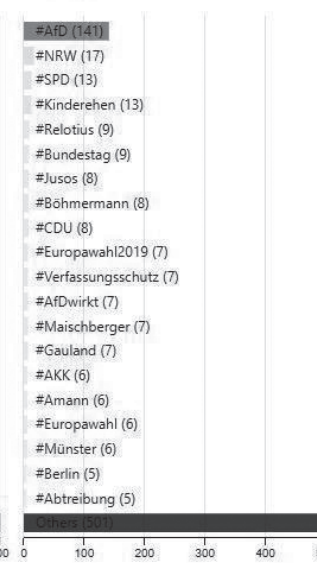 #AfD (141)
#NRW (17)
#SPD (13)
#Kinderehen (13)
#Relotius (9)
#Bundestag (9)
#Jusos (8)
#Böhmermann (8)
#CDU (8)
#Europawahl2019 (7)
#Verfassungsschutz (7)
#AfDwirkt (7)
#Maischberger (7)
#Gauland (7)
#AKK (6)
#Amann (6)
#Europawahl (6)
#Münster (6)
#Berlin (5)
#Abtreibung (5)
Others (501)
0 100 200 300 400